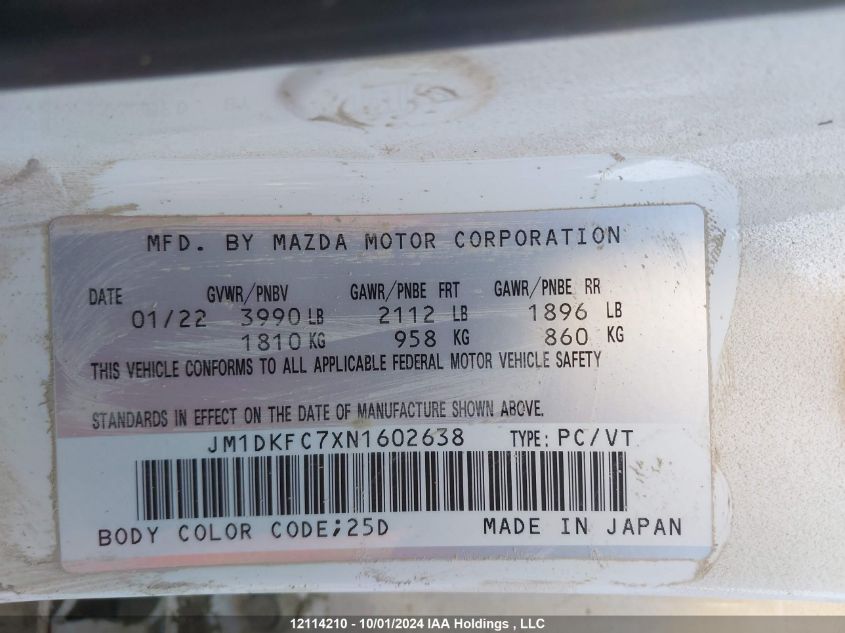 MFD. BY MAZDA MOTOR CORPORATION
DATE GVWR/PNBV GAWR/PNBE FRT GAWR/PNBE RR
01/22 3990 LB 2112 LB 1896 LB
1810 KG 958 KG 860 KG
THIS VEHICLE CONFORMS TO ALL APPLICABLE FEDERAL MOTOR VEHICLE SAFETY
STANDARDS IN EFFECT ON THE DATE OF MANUFACTURE SHOWN ABOVE.
JM1DKFC7XN1602638 TYPE: PC/VT
BODY COLOR CODE;25D MADE IN JAPAN
12114210 - 10/01/2024 IAA Holdings , LLC